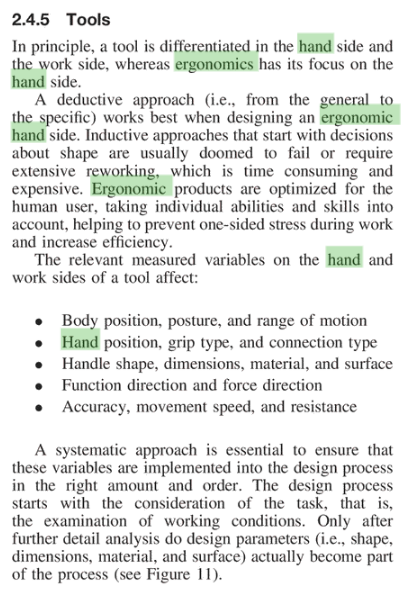 2.4.5 Tools
In principle, a tool is differentiated in the hand side and
the work side, whereas ergonomics has its focus on the
hand side.
A deductive approach (i.e., from the general to
the specific) works best when designing an ergonomic
hand side. Inductive approaches that start with decisions
about shape are usually doomed to fail or require
extensive reworking, which is time consuming and
expensive. Ergonomic products are optimized for the
human user, taking individual abilities and skills into
account, helping to prevent one-sided stress during work
and increase efficiency.
The relevant measured variables on the hand and
work sides of a tool affect:
• Body position, posture, and range of motion
• Hand position, grip type, and connection type
• Handle shape, dimensions, material, and surface
• Function direction and force direction
• Accuracy, movement speed, and resistance
A systematic approach is essential to ensure that
these variables are implemented into the design process
in the right amount and order. The design process
starts with the consideration of the task, that is,
the examination of working conditions. Only after
further detail analysis do design parameters (i.e., shape,
dimensions, material, and surface) actually become part
of the process (see Figure 11).